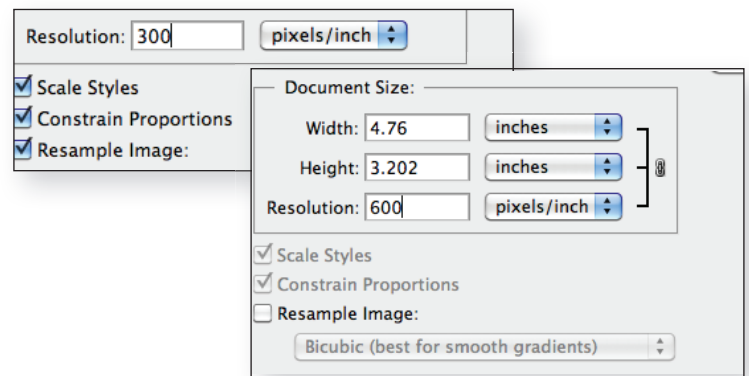 Resolution: 300 pixels/inch
Scale Styles
Constrain Proportions
Resample Image:
Document Size:
Width: 4.76 inches
Height: 3.202 inches
Resolution: 600 pixels/inch
Scale Styles
Constrain Proportions
Resample Image:
Bicubic (best for smooth gradients)